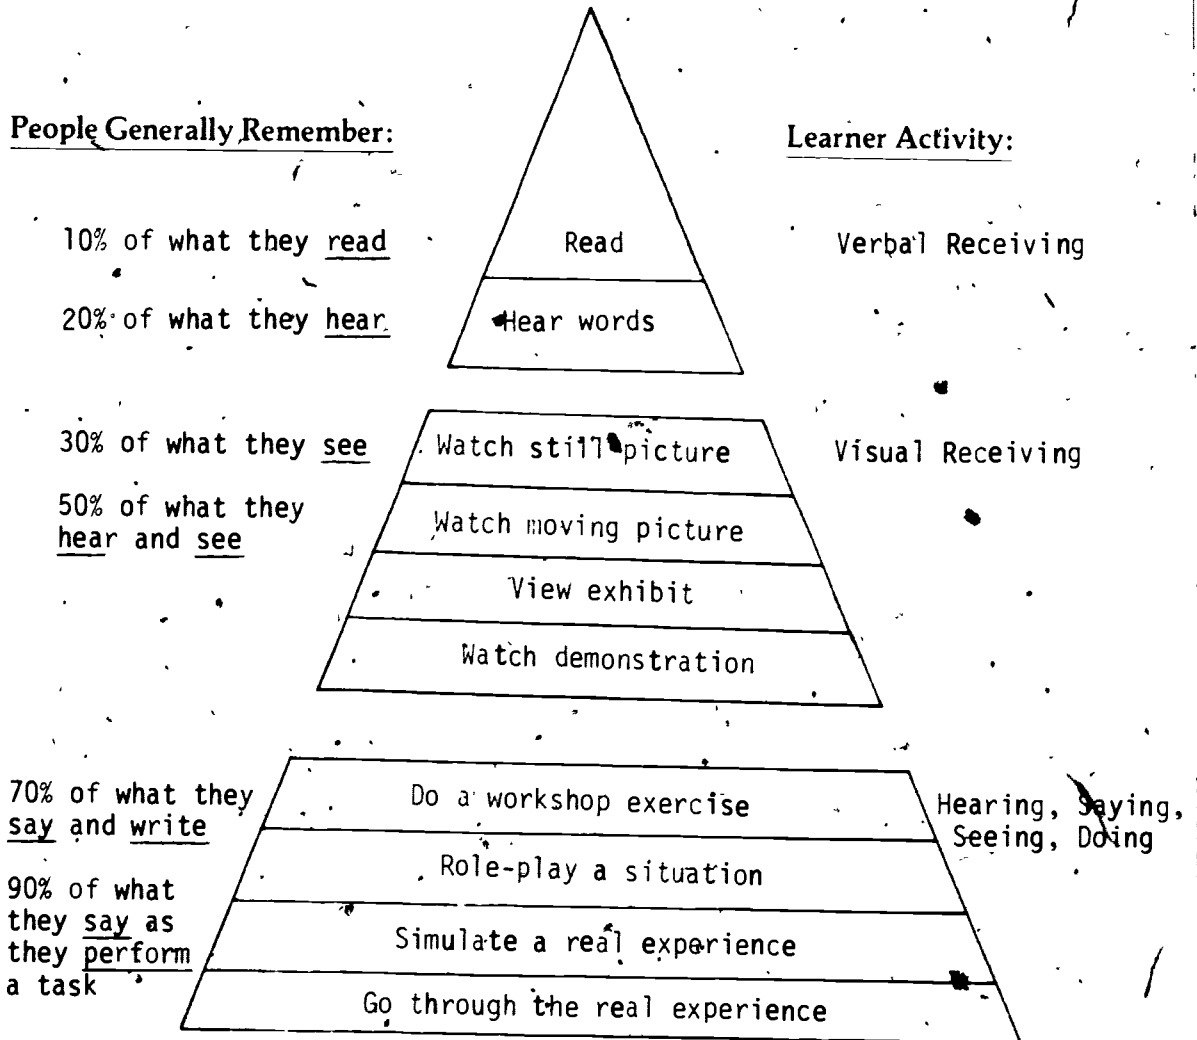 People Generally Remember:
Learner Activity:
10% of what they read
Read
Verbal Receiving
20% of what they hear
Hear words
30% of what they see
Watch still picture
Visual Receiving
50% of what they
hear and see
Watch moving picture
View exhibit
Watch demonstration
70% of what they
say and write
Do a workshop exercise
Hearing, Saying,
Seeing, Doing
Role-play a situation
90% of what
they say as
they perform
a task
Simulate a real experience
Go through the real experience